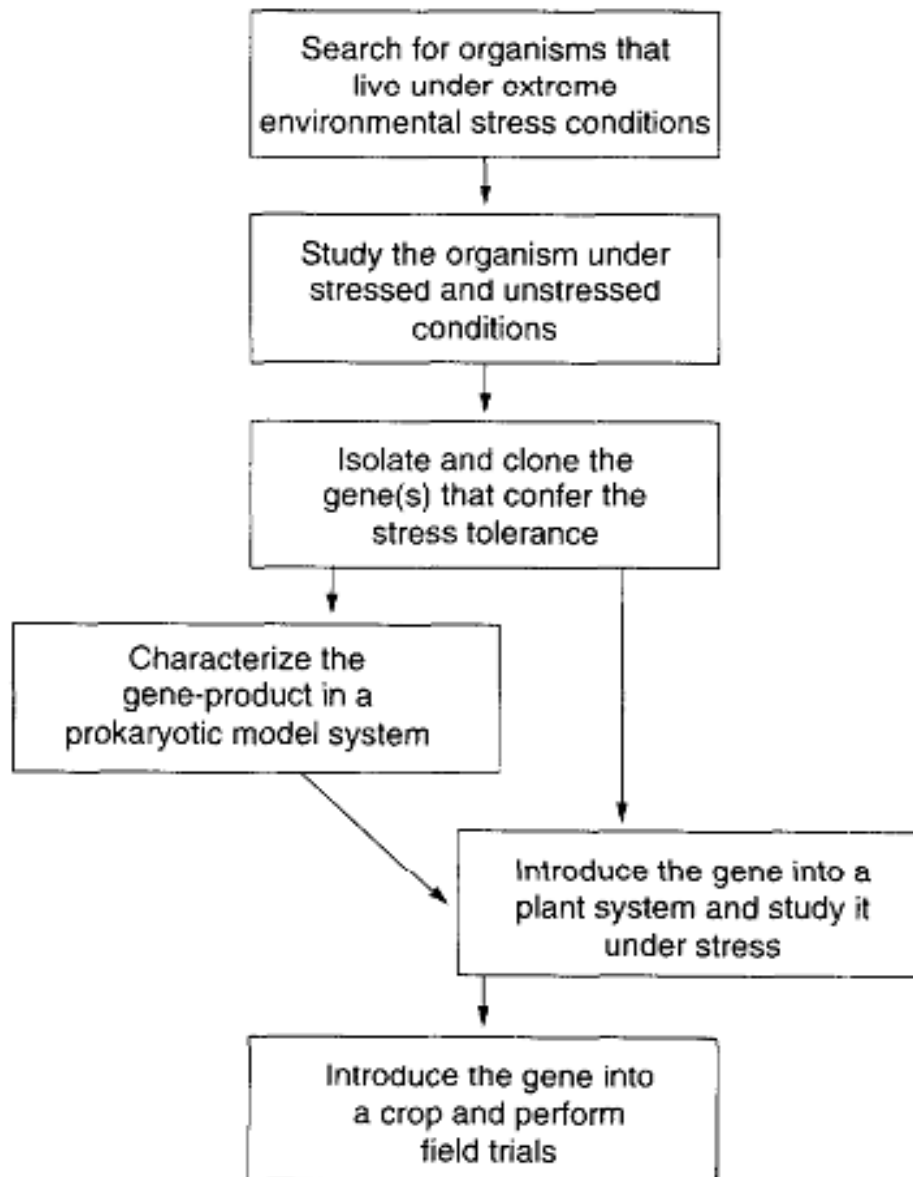 Search for organisms that
live under extreme
environmental stress conditions
Study the organism under
stressed and unstressed
conditions
Isolate and clone the
gene(s) that confer the
stress tolerance
Characterize the
gene-product in a
prokaryotic model system
Introduce the gene into a
plant system and study it
under stress
Introduce the gene into
a crop and perform
field trials